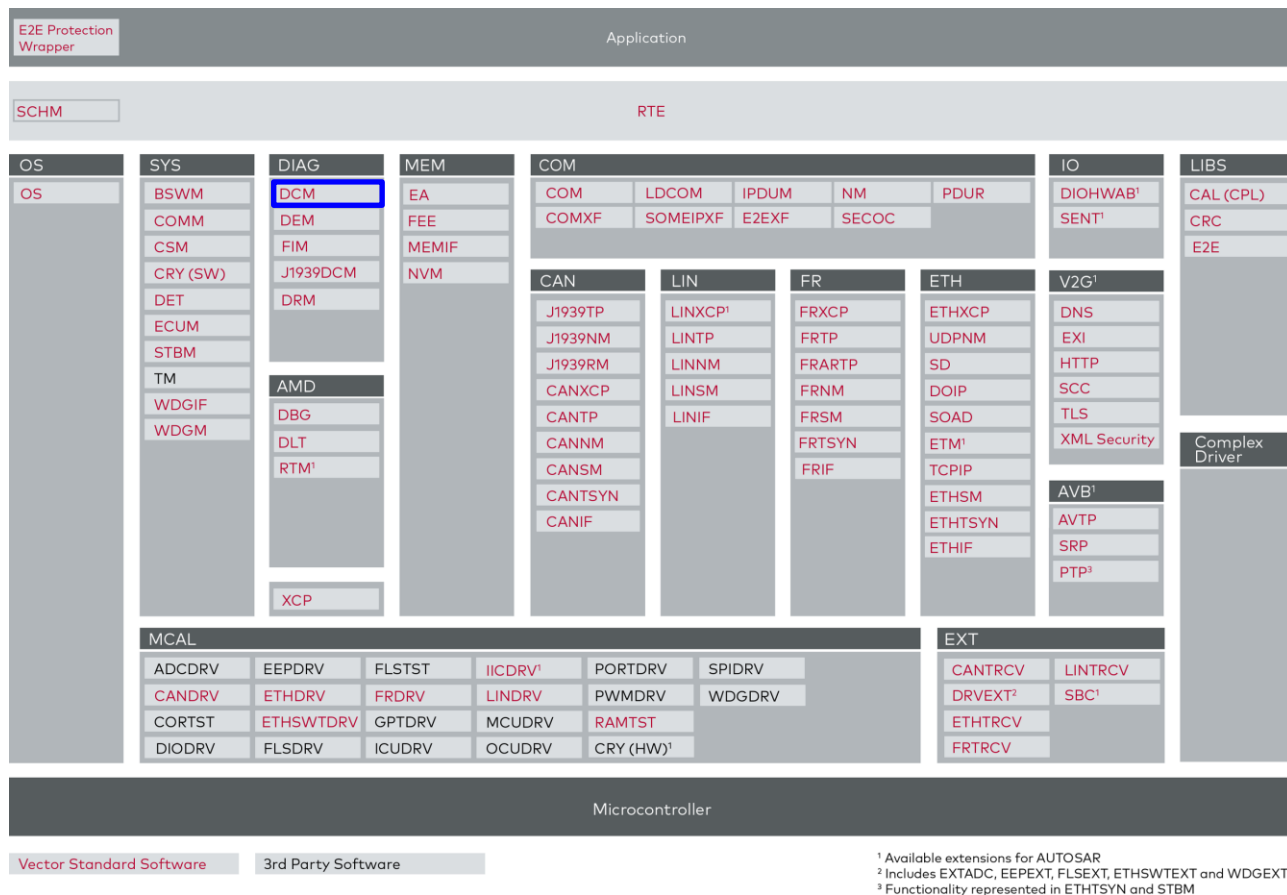 E2E Protection
Wrapper
Application
SCHM
RTE
OS
OS
SYS
BSWM
COMM
CSM
CRY (SW)
DET
ECUM
STBM
TM
WDGIF
WDGM
DIAG
DCM
DEM
FIM
J1939DCM
DRM
AMD
DBG
DLT
RTM¹
XCP
MEM
EA
FEE
MEMIF
NVM
COM
COM LDCOM IPDUM NM PDUR
COMXF SOMEIPXF E2EXF SECOC
CAN
J1939TP
J1939NM
J1939RM
CANXCP
CANTP
CANNM
CANSM
CANTSYN
CANIF
LIN
LINXCP¹
LINTP
LINNM
LINSM
LINIF
FR
FRXCP
FRTP
FRARTP
FRNM
FRSM
FRTSYN
FRIF
ETH
ETHXCP
UDPNM
SD
DOIP
SOAD
ETM¹
TCPIP
ETHSM
ETHTSYN
ETHIF
IO
DIOHWAB¹
SENT¹
V2G¹
DNS
EXI
HTTP
SCC
TLS
XML Security
AVB¹
AVTP
SRP
PTP³
LIBS
CAL (CPL)
CRC
E2E
Complex
Driver
MCAL
ADCDRV EEPDRV FLSTST IICDRV¹ PORTDRV SPIDRV
CANDRV ETHDRV FRDRV LINDRV PWMDRV WDGDRV
CORTST ETHSWTDRV GPTDRV MCUDRV RAMTST
DIODRV FLSDRV ICUDRV OCUDRV CRY (HW)¹
EXT
CANTRCV LINTRCV
DRVEXT² SBC¹
ETHTRCV
FRTRCV
Microcontroller
Vector Standard Software
3rd Party Software
¹ Available extensions for AUTOSAR
² Includes EXTADC, EEPEXT, FLSEXT, ETHSWTEXT and WDGEXT
³ Functionality represented in ETHTSYN and STBM